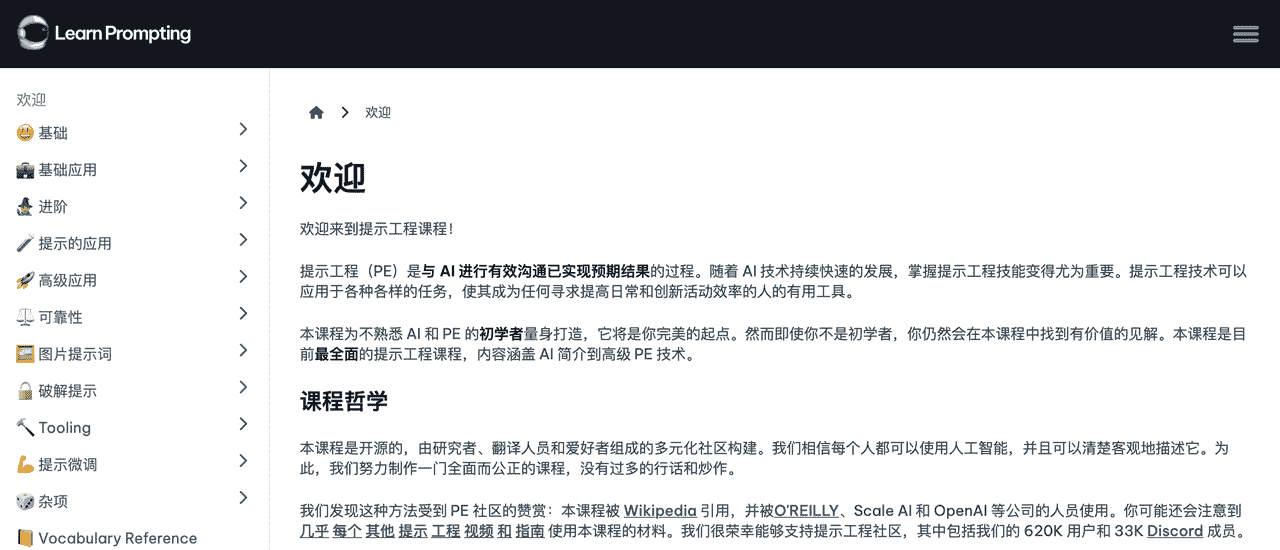 Learn Prompting
欢迎
基础
基础应用
进阶
提示的应用
高级应用
可靠性
图片提示词
破解提示
Tooling
提示微调
杂项
Vocabulary Reference
欢迎
欢迎
欢迎来到提示工程课程！
提示工程（PE）是与 AI 进行有效沟通已实现预期结果的过程。随着 AI 技术持续快速的发展，掌握提示工程技能变得尤为重要。提示工程技术可以
应用于各种各样的任务，使其成为任何寻求提高日常和创新活动效率的人的有用工具。
本课程为不熟悉 AI 和 PE 的初学者量身打造，它将是你完美的起点。然而即使你不是初学者，你仍然会在本课程中找到有价值的见解。本课程是目
前最全面的提示工程课程，内容涵盖 AI 简介到高级 PE 技术。
课程哲学
本课程是开源的，由研究者、翻译人员和爱好者组成的多元化社区构建。我们相信每个人都可以使用人工智能，并且可以清楚客观地描述它。为
此，我们努力制作一门全面而公正的课程，没有过多的行话和炒作。
我们发现这种方法受到 PE 社区的赞赏：本课程被 Wikipedia 引用，并被O'REILLY、Scale AI 和 OpenAI 等公司的人员使用。你可能还会注意到
几乎 每个 其他 提示 工程 视频 和 指南 使用本课程的材料。我们很荣幸能够支持提示工程社区，其中包括我们的 620K 用户和 33K Discord 成员。